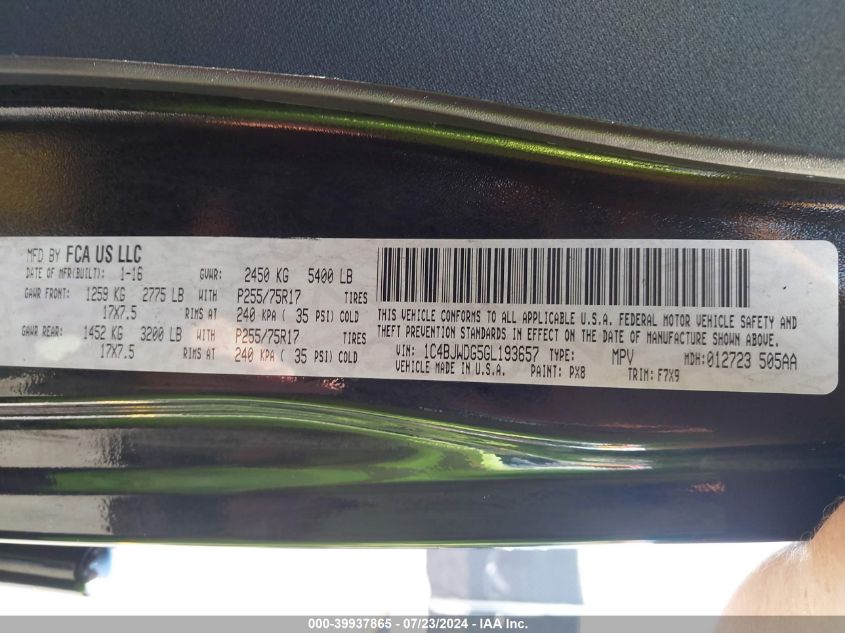 MFD BY FCA US LLC
DATE OF MFR(BUILT): 1-16 GVWR: 2450 KG 5400 LB
GAWR FRONT: 1259 KG 2775 LB WITH P255/75R17 TIRES
17X7.5 RIMS AT 240 KPA ( 35 PSI) COLD
GAWR REAR: 1452 KG 3200 LB WITH P255/75R17 TIRES
17X7.5 RIMS AT 240 KPA ( 35 PSI) COLD
THIS VEHICLE CONFORMS TO ALL APPLICABLE U.S.A. FEDERAL MOTOR VEHICLE SAFETY AND
THEFT PREVENTION STANDARDS IN EFFECT ON THE DATE OF MANUFACTURE SHOWN ABOVE.
VIN: 1C4BJWDG5GL193657 TYPE: MPV MDH:012723 505AA
VEHICLE MADE IN U.S.A. PAINT: PX8 TRIM: F7X9
000-39937865 - 07/23/2024 - IAA Inc.